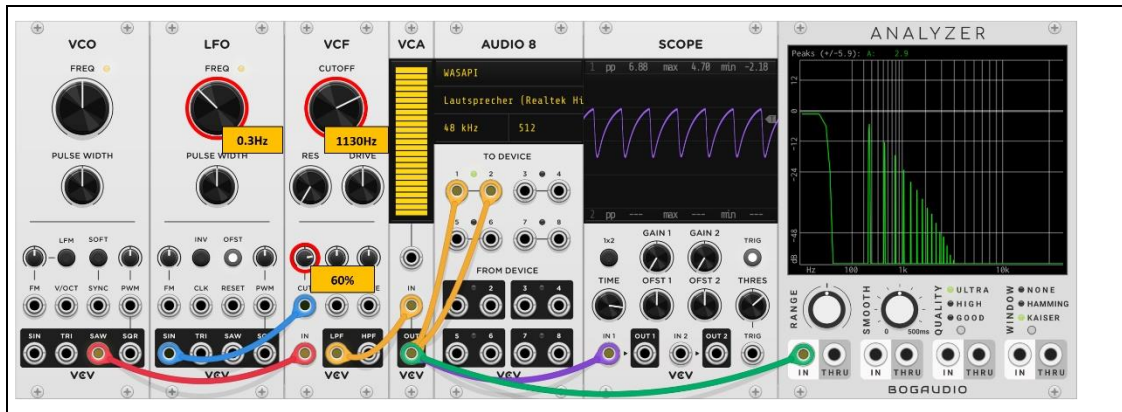 VCO
FREQ
PULSE WIDTH
LFM
SOFT
FM
V/OCT
SYNC
PWM
SIN
TRI
SAW
SQR
VCV
LFO
FREQ
0.3Hz
PULSE WIDTH
INV
OFST
FM
CLK
RESET
PWM
SIN
TRI
SAW
VCV
VCF
CUTOFF
1130Hz
RES
DRIVE
60%
IN
LPF
HPF
VCV
VCA
IN
OUT
VCV
AUDIO 8
WASAPI
Lautsprecher (Realtek Hi
48 kHz
512
TO DEVICE
1
2
3
4
5
6
7
8
FROM DEVICE
2
3
4
5
6
7
8
VCV
SCOPE
1 pp 6.88 max 4.70 min -2.18
2 pp --- max --- min ---
1x2
GAIN 1
GAIN 2
TRIG
TIME
OFST 1
OFST 2
THRES
IN 1
OUT 1
IN 2
OUT 2
TRIG
VCV
ANALYZER
Peaks (+/-5.9): A: 2.9
12
0
-12
-24
-48
dB
Hz
100
1k
10k
RANGE
SMOOTH
0
500ms
QUALITY
ULTRA
HIGH
GOOD
WINDOW
NONE
HAMMING
KAISER
IN THRU
IN THRU
IN THRU
IN THRU
BOGAUDIO